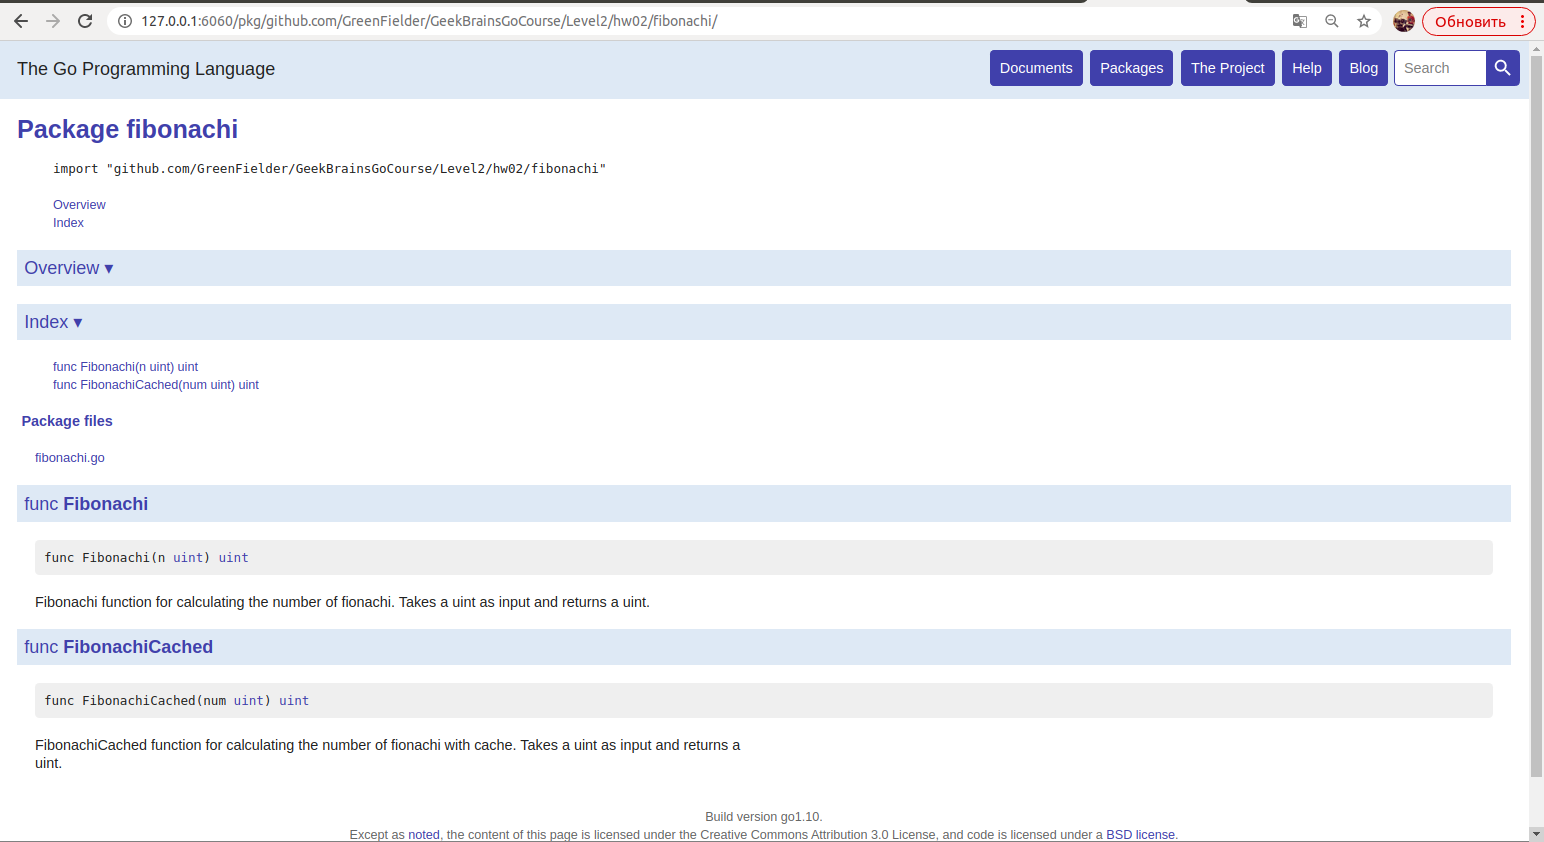 127.0.0.1:6060/pkg/github.com/GreenFielder/GeekBrainsGoCourse/Level2/hw02/fibonachi/
Обновить
The Go Programming Language
Documents
Packages
The Project
Help
Blog
Search
Package fibonachi
import "github.com/GreenFielder/GeekBrainsGoCourse/Level2/hw02/fibonachi"
Overview
Index
Overview ▾
Index ▾
func Fibonachi(n uint) uint
func FibonachiCached(num uint) uint
Package files
fibonachi.go
func Fibonachi
func Fibonachi(n uint) uint
Fibonachi function for calculating the number of fionachi. Takes a uint as input and returns a uint.
func FibonachiCached
func FibonachiCached(num uint) uint
FibonachiCached function for calculating the number of fionachi with cache. Takes a uint as input and returns a
uint.
Build version go1.10.
Except as noted, the content of this page is licensed under the Creative Commons Attribution 3.0 License, and code is licensed under a BSD license.